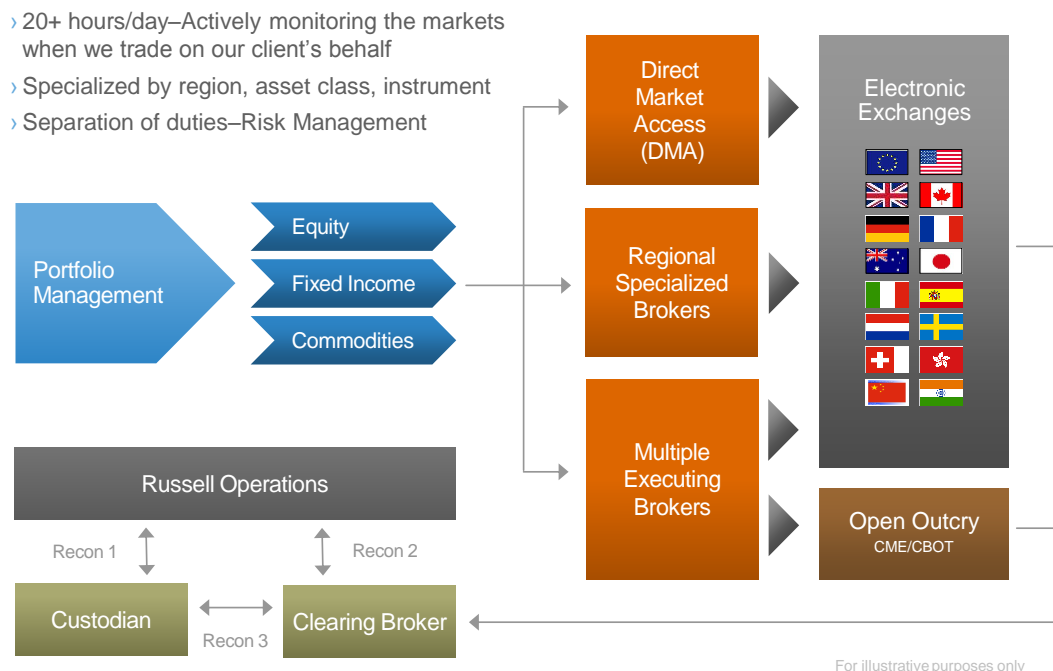 › 20+ hours/day–Actively monitoring the markets
when we trade on our client's behalf
› Specialized by region, asset class, instrument
› Separation of duties–Risk Management
Portfolio
Management
Equity
Fixed Income
Commodities
Direct
Market
Access
(DMA)
Regional
Specialized
Brokers
Multiple
Executing
Brokers
Electronic
Exchanges
Open Outcry
CME/CBOT
Russell Operations
Recon 1
Recon 2
Custodian
Recon 3
Clearing Broker
For illustrative purposes only